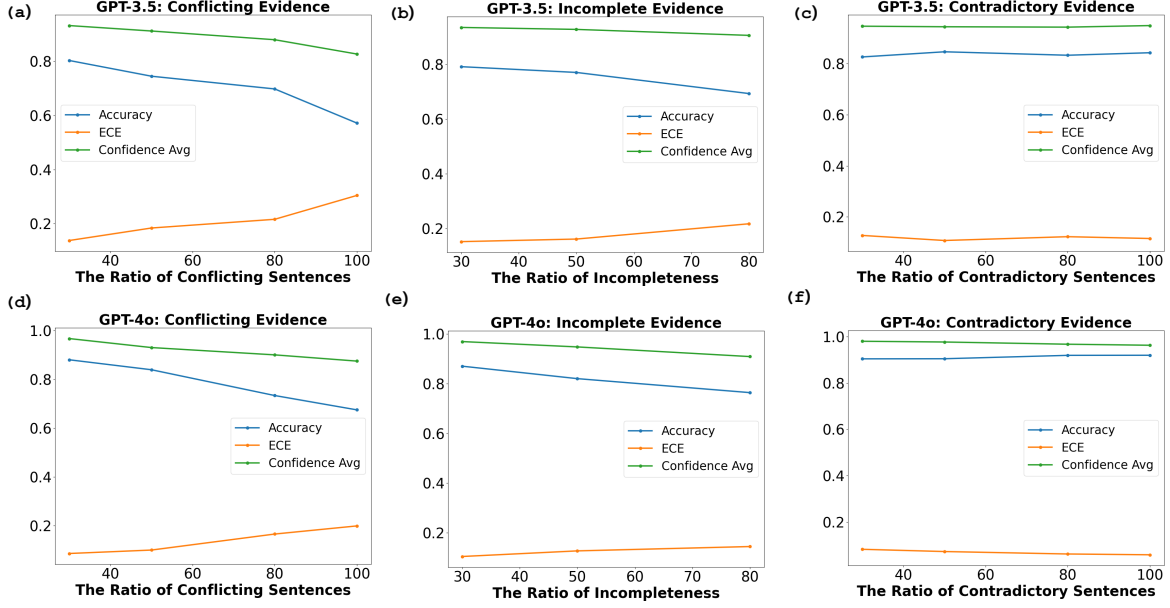 (a)
GPT-3.5: Conflicting Evidence
0.8
0.6
0.4
0.2
Accuracy
ECE
Confidence Avg
40 60 80 100
The Ratio of Conflicting Sentences
(b)
GPT-3.5: Incomplete Evidence
0.8
0.6
0.4
0.2
Accuracy
ECE
Confidence Avg
30 40 50 60 70 80
The Ratio of Incompleteness
(c)
GPT-3.5: Contradictory Evidence
0.8
0.6
0.4
0.2
Accuracy
ECE
Confidence Avg
40 60 80 100
The Ratio of Contradictory Sentences
(d)
GPT-4o: Conflicting Evidence
1.0
0.8
0.6
0.4
0.2
Accuracy
ECE
Confidence Avg
40 60 80 100
The Ratio of Conflicting Sentences
(e)
GPT-4o: Incomplete Evidence
1.0
0.8
0.6
0.4
0.2
Accuracy
ECE
Confidence Avg
30 40 50 60 70 80
The Ratio of Incompleteness
(f)
GPT-4o: Contradictory Evidence
1.0
0.8
0.6
0.4
0.2
Accuracy
ECE
Confidence Avg
40 60 80 100
The Ratio of Contradictory Sentences